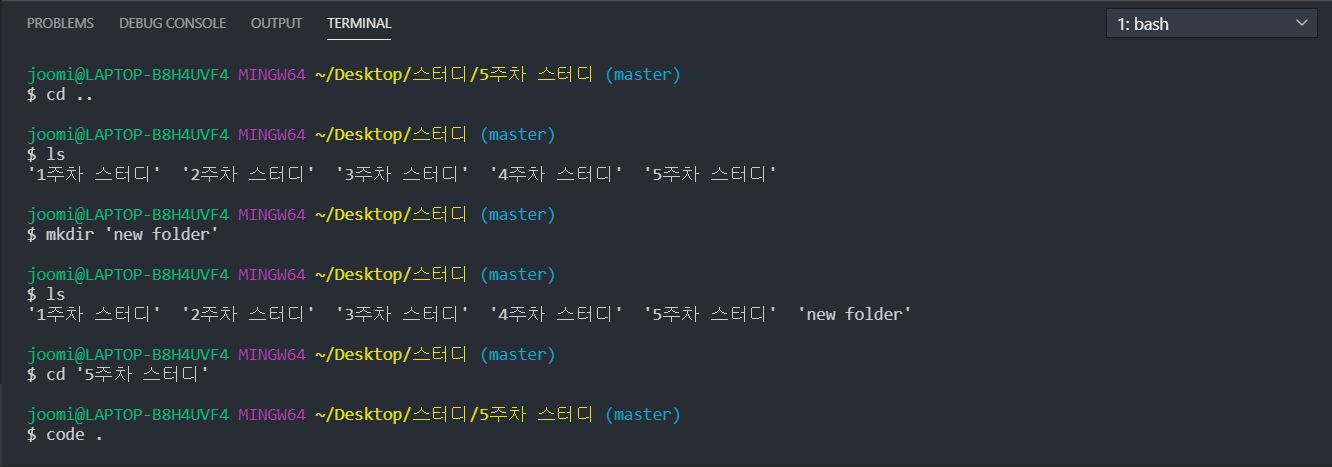 PROBLEMS DEBUG CONSOLE OUTPUT TERMINAL 1: bash
joomi@LAPTOP-B8H4UVF4 MINGW64 ~/Desktop/스터디/5주차 스터디 (master)
$ cd ..
joomi@LAPTOP-B8H4UVF4 MINGW64 ~/Desktop/스터디 (master)
$ ls
'1주차 스터디' '2주차 스터디' '3주차 스터디' '4주차 스터디' '5주차 스터디'
joomi@LAPTOP-B8H4UVF4 MINGW64 ~/Desktop/스터디 (master)
$ mkdir 'new folder'
joomi@LAPTOP-B8H4UVF4 MINGW64 ~/Desktop/스터디 (master)
$ ls
'1주차 스터디' '2주차 스터디' '3주차 스터디' '4주차 스터디' '5주차 스터디' 'new folder'
joomi@LAPTOP-B8H4UVF4 MINGW64 ~/Desktop/스터디 (master)
$ cd '5주차 스터디'
joomi@LAPTOP-B8H4UVF4 MINGW64 ~/Desktop/스터디/5주차 스터디 (master)
$ code .